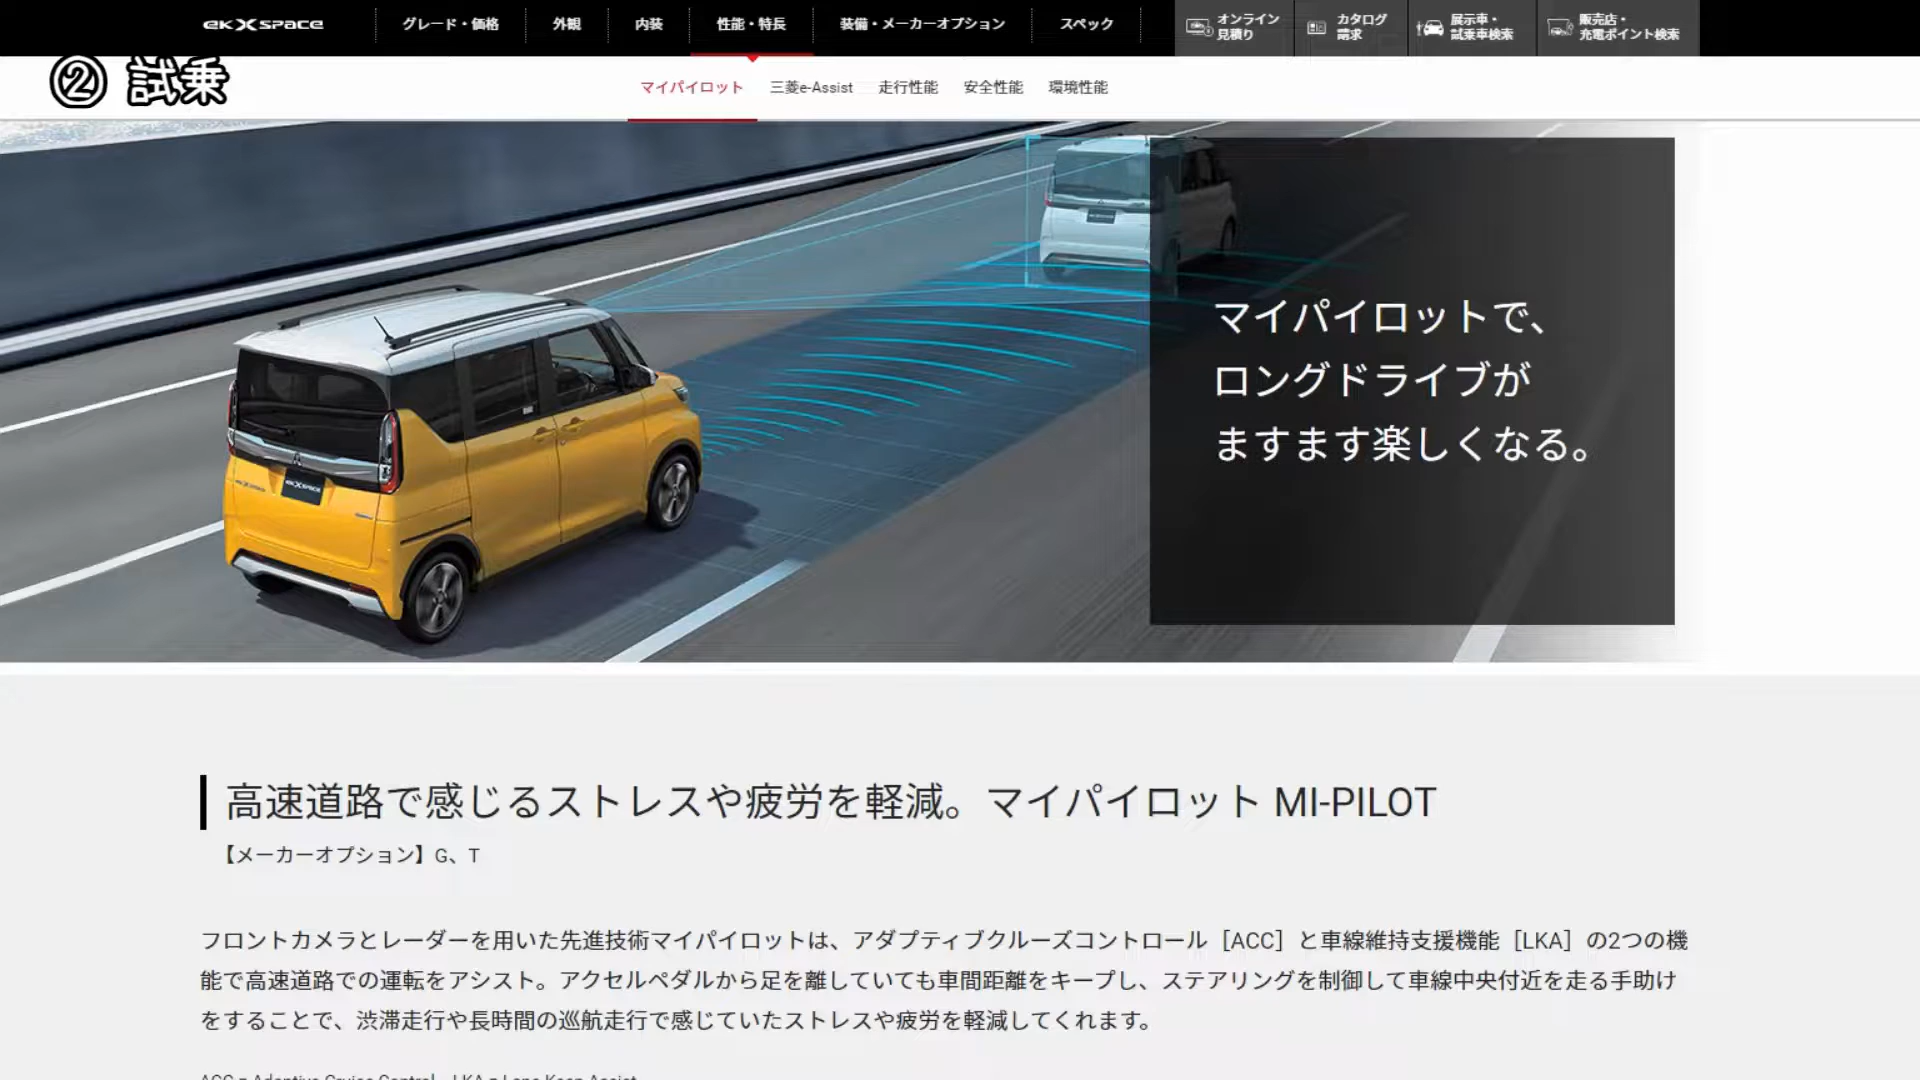 eK X SPACE
グレード・価格
外観
内装
性能・特長
装備・メーカーオプション
スペック
オンライン
見積り
カタログ
請求
展示車・
試乗車検索
販売店・
充電ポイント検索
② 試乗
マイパイロット
三菱e-Assist
走行性能
安全性能
環境性能
マイパイロットで、
ロングドライブが
ますます楽しくなる。
高速道路で感じるストレスや疲労を軽減。マイパイロット MI-PILOT
【メーカーオプション】G、T
フロントカメラとレーダーを用いた先進技術マイパイロットは、アダプティブクルーズコントロール［ACC］と車線維持支援機能［LKA］の2つの機
能で高速道路での運転をアシスト。アクセルペダルから足を離していても車間距離をキープし、ステアリングを制御して車線中央付近を走る手助け
をすることで、渋滞走行や長時間の巡航走行で感じていたストレスや疲労を軽減してくれます。
ACC = Adaptive Cruise Control　LKA = Lane Keep Assist